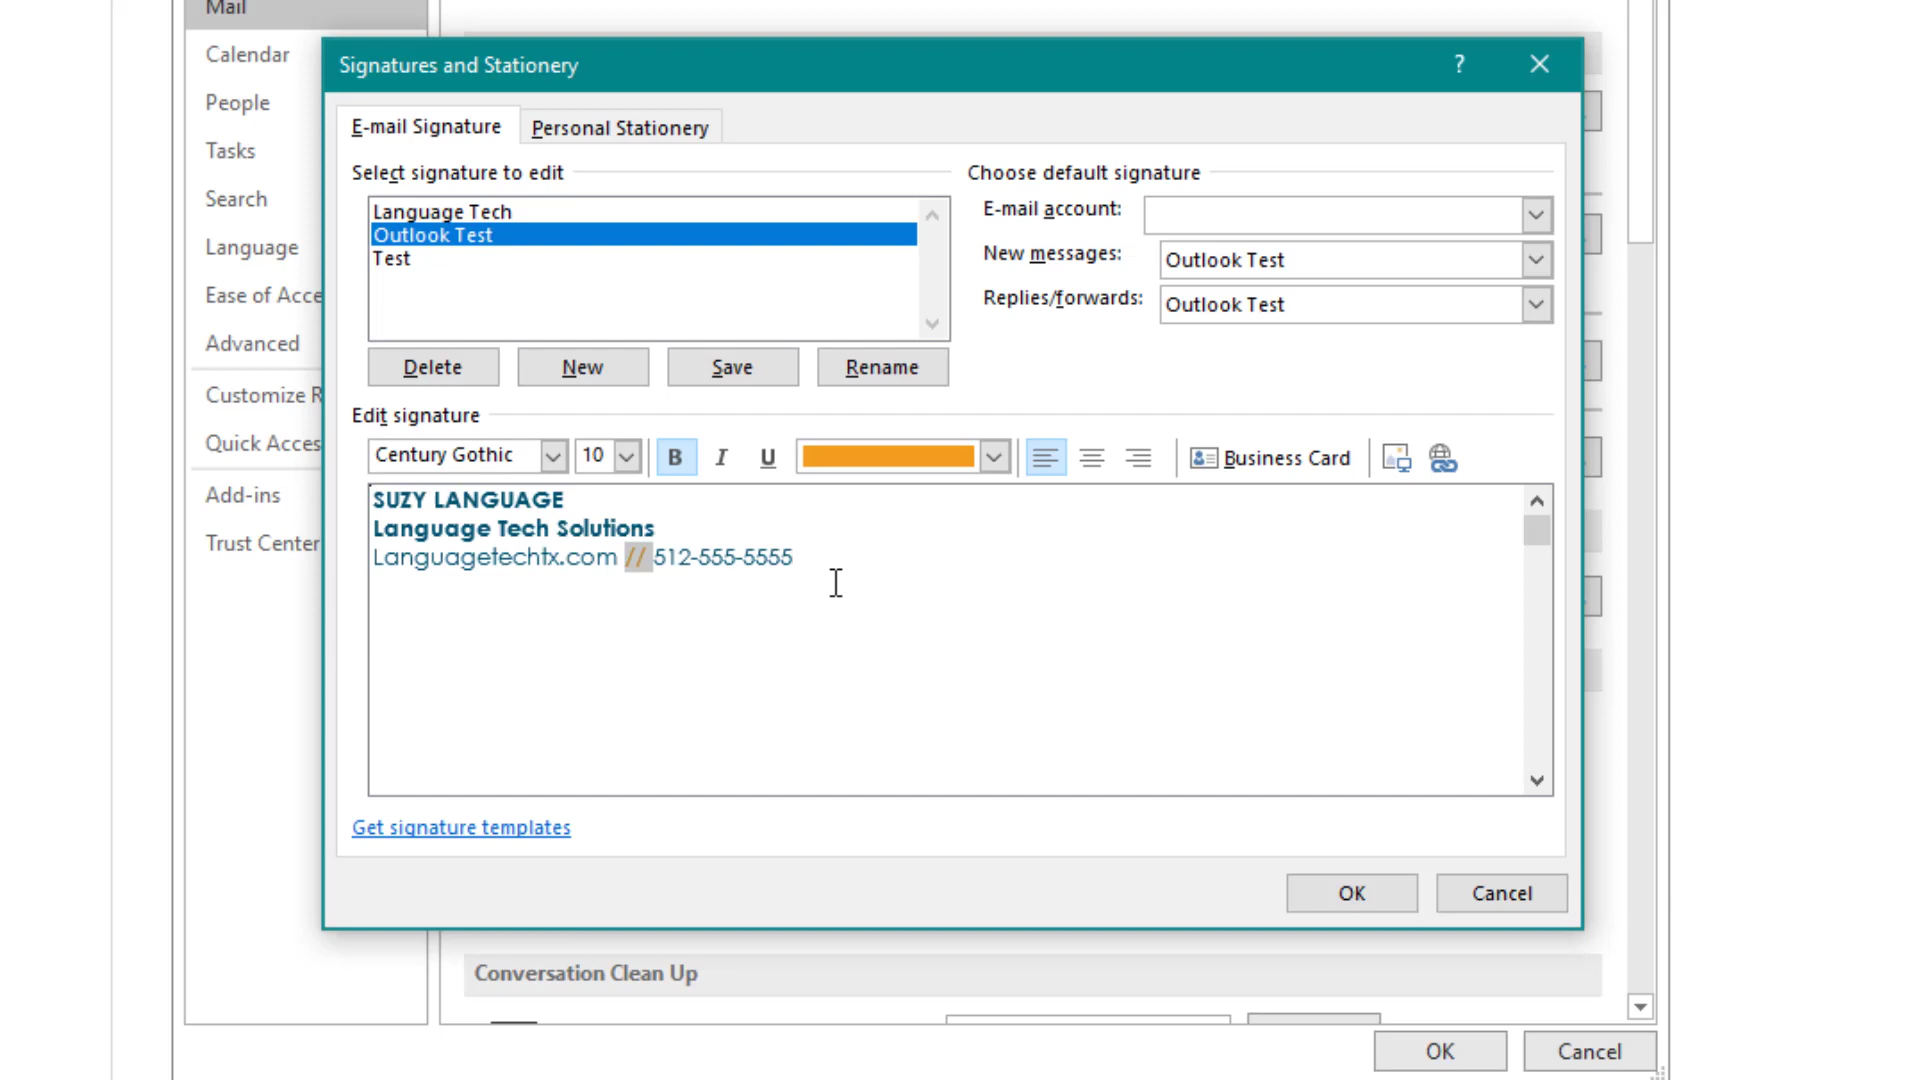 Mail
Calendar
People
Tasks
Search
Language
Ease of Acce
Advanced
Customize R
Quick Acces
Add-ins
Trust Center
Signatures and Stationery
?
E-mail Signature
Personal Stationery
Select signature to edit
Language Tech
Outlook Test
Test
Delete
New
Save
Rename
Choose default signature
E-mail account:
New messages: Outlook Test
Replies/forwards: Outlook Test
Edit signature
Century Gothic 10 B I U Business Card
SUZY LANGUAGE
Language Tech Solutions
Languagetechtx.com // 512-555-5555
Get signature templates
OK Cancel
Conversation Clean Up
OK Cancel